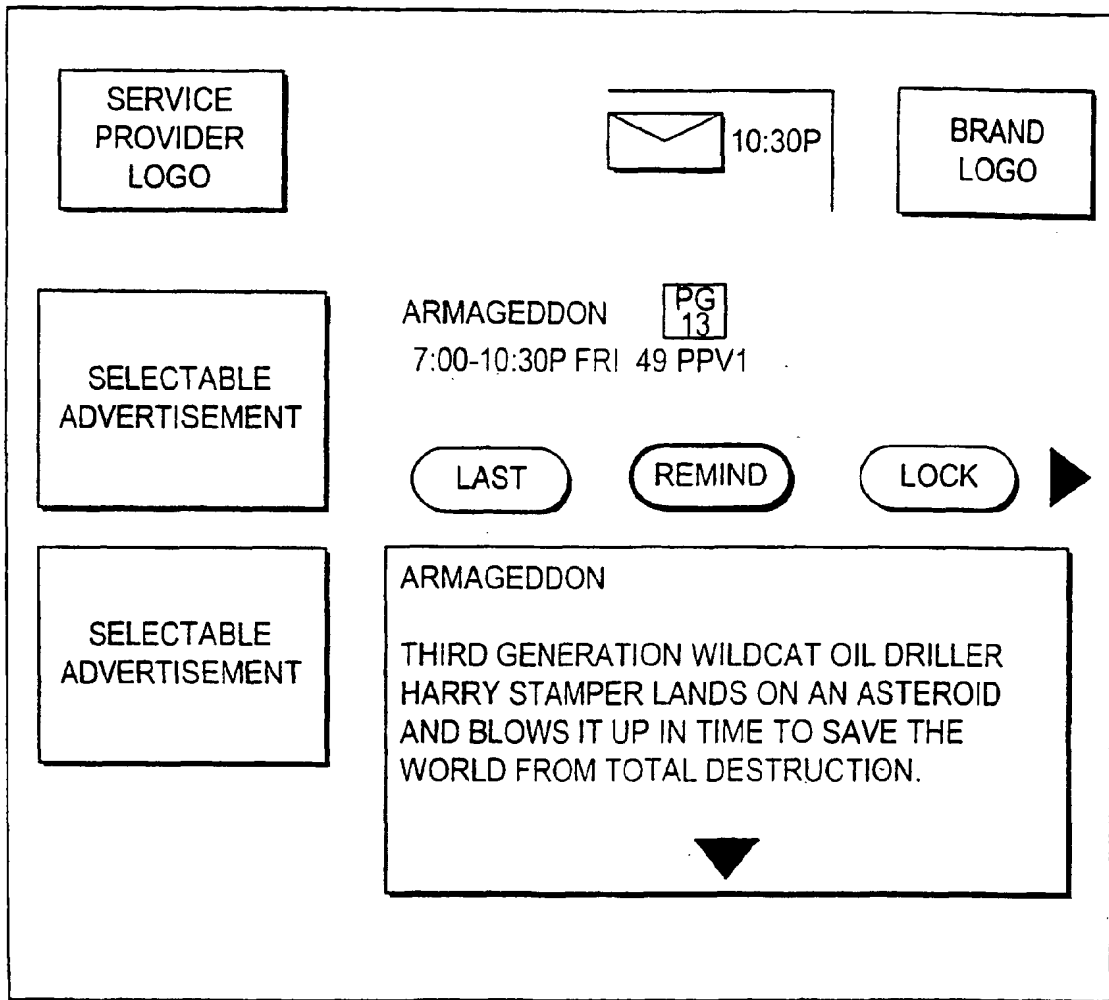 SERVICE
PROVIDER
LOGO
10:30P
BRAND
LOGO
SELECTABLE
ADVERTISEMENT
ARMAGEDDON
PG
13
7:00-10:30P FRI 49 PPV1
LAST
REMIND
LOCK
SELECTABLE
ADVERTISEMENT
ARMAGEDDON
THIRD GENERATION WILDCAT OIL DRILLER
HARRY STAMPER LANDS ON AN ASTEROID
AND BLOWS IT UP IN TIME TO SAVE THE
WORLD FROM TOTAL DESTRUCTION.